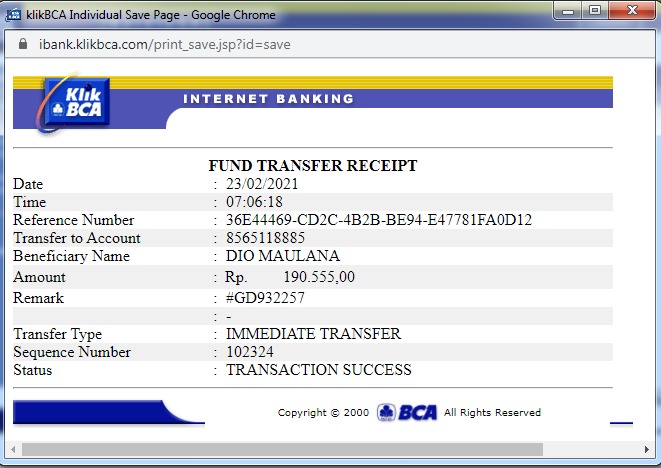 klikBCA Individual Save Page - Google Chrome
ibank.klikbca.com/print_save.jsp?id=save
Klik BCA
INTERNET BANKING
FUND TRANSFER RECEIPT
Date : 23/02/2021
Time : 07:06:18
Reference Number : 36E44469-CD2C-4B2B-BE94-E47781FA0D12
Transfer to Account : 8565118885
Beneficiary Name : DIO MAULANA
Amount : Rp. 190.555,00
Remark : #GD932257
: -
Transfer Type : IMMEDIATE TRANSFER
Sequence Number : 102324
Status : TRANSACTION SUCCESS
Copyright © 2000 BCA All Rights Reserved